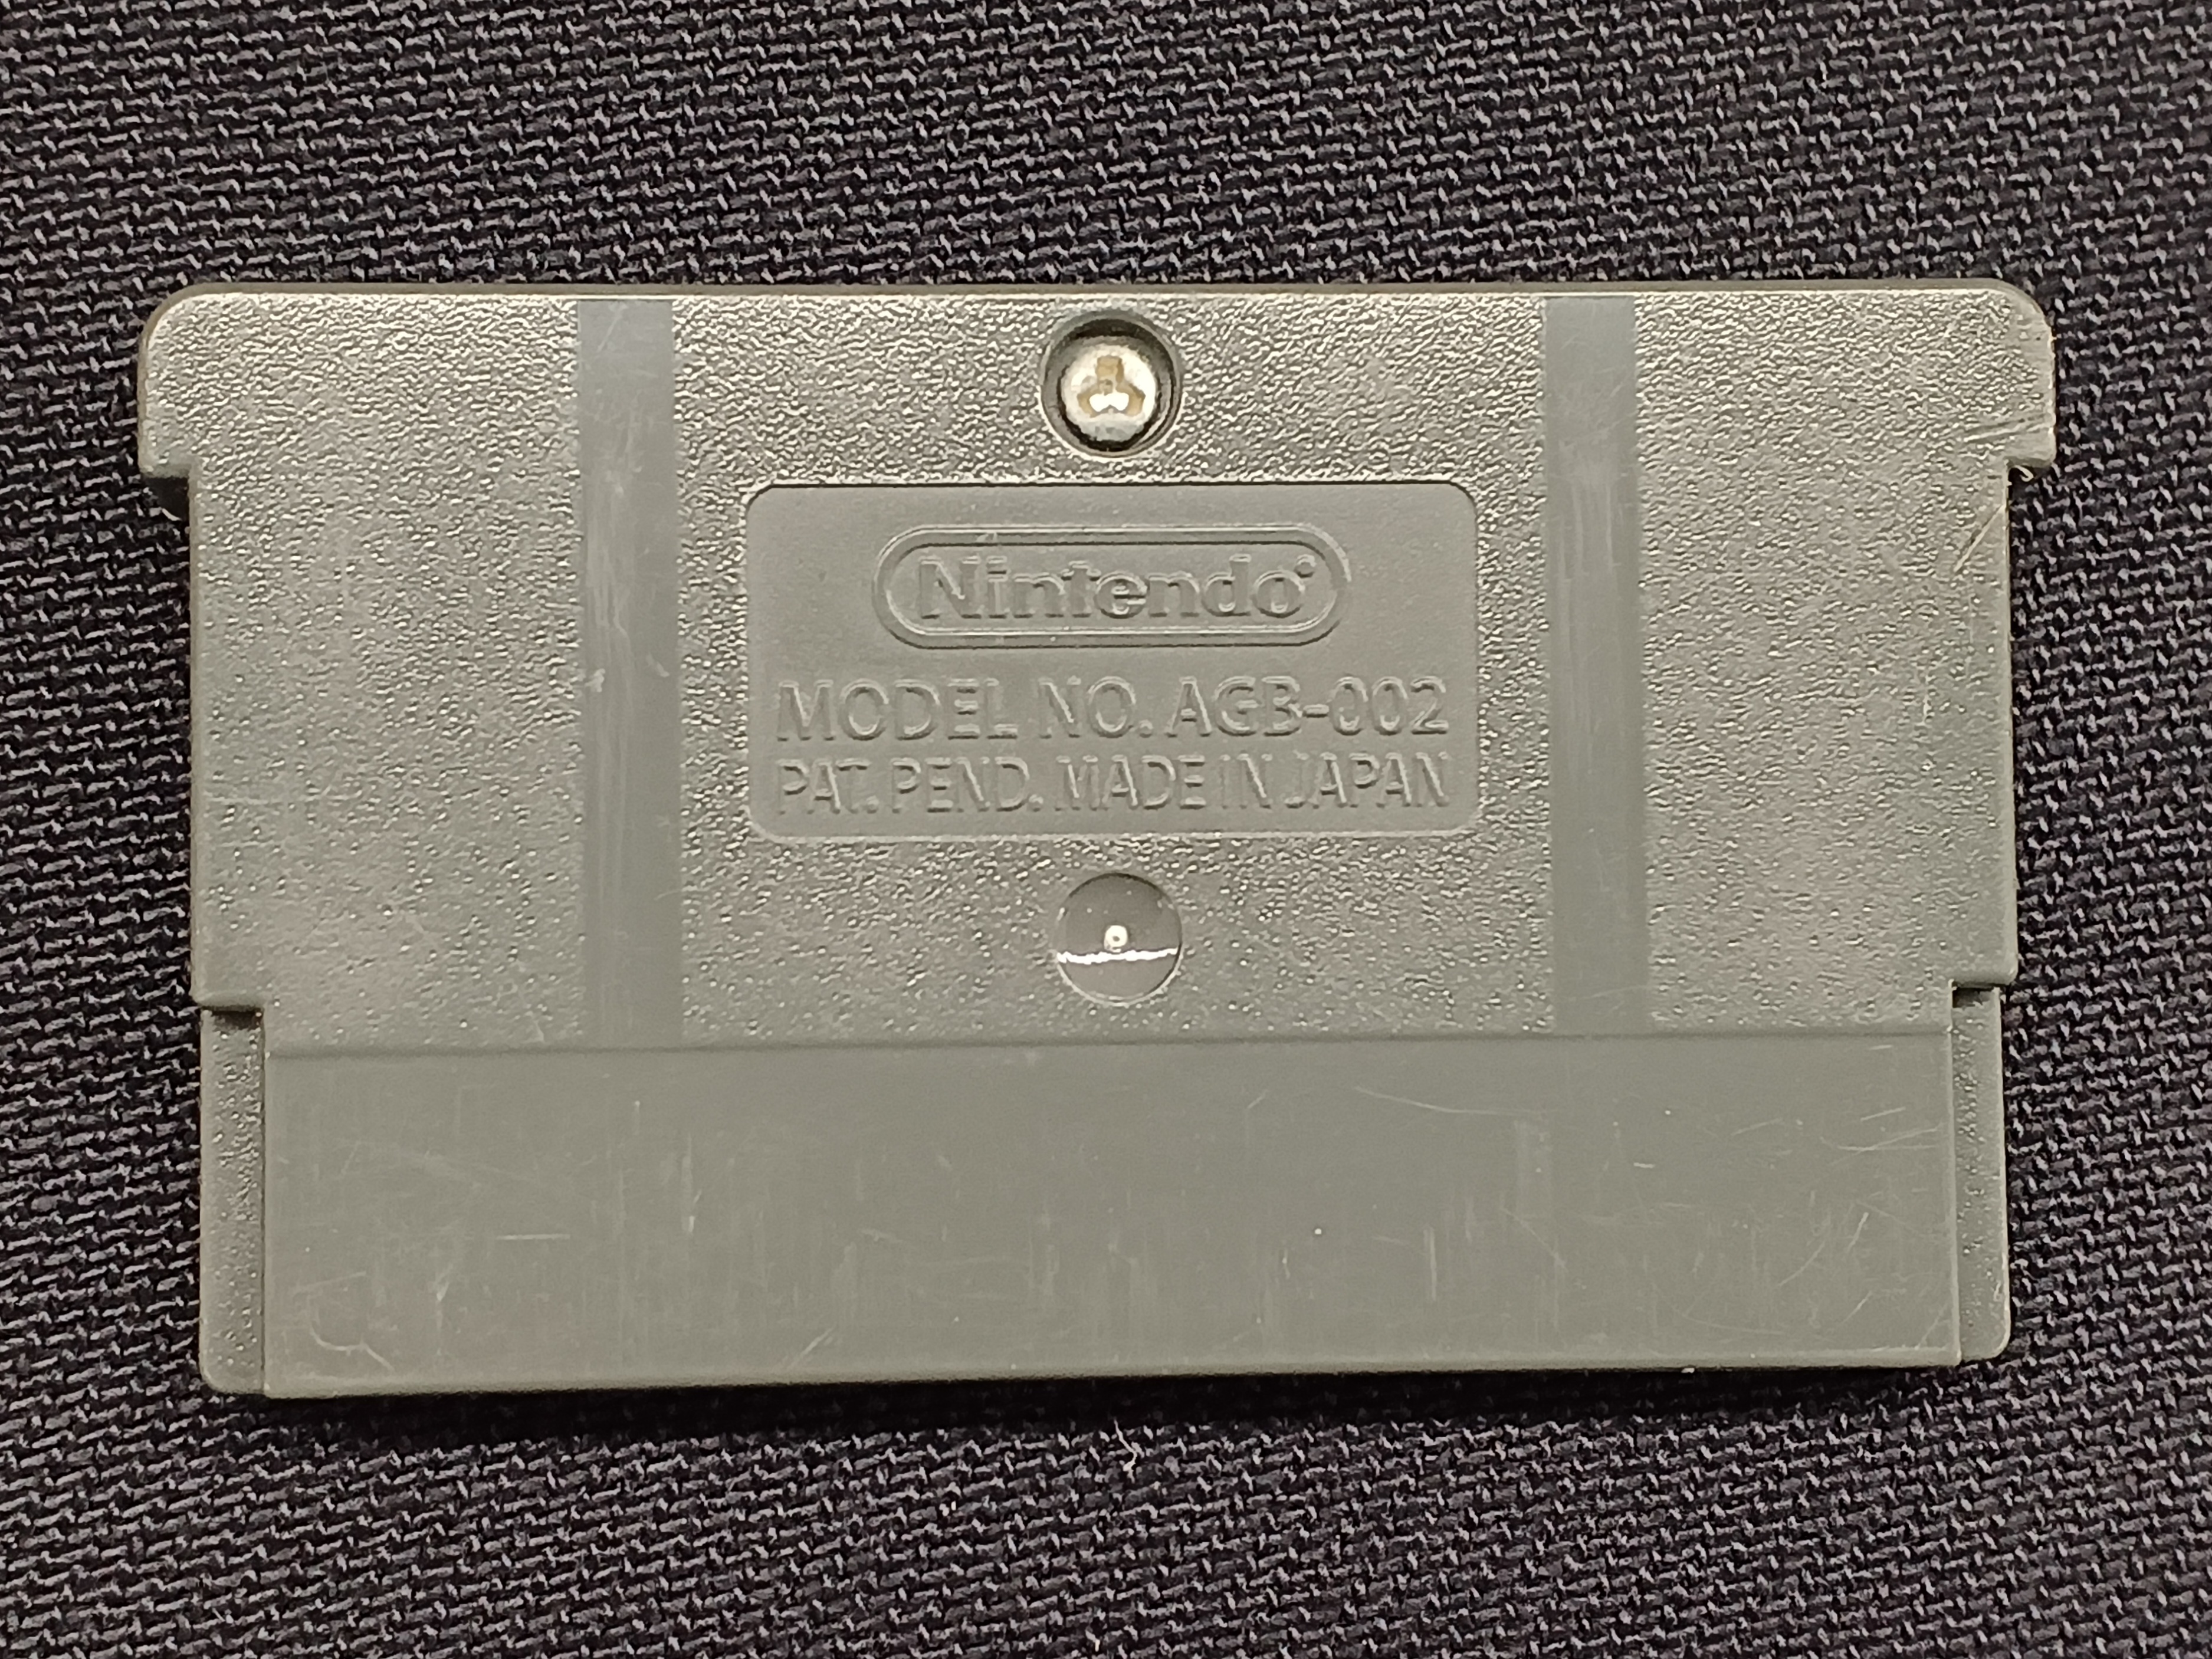 Nintendo
MODEL NO. AGB-002
PAT. PEND. MADE IN JAPAN